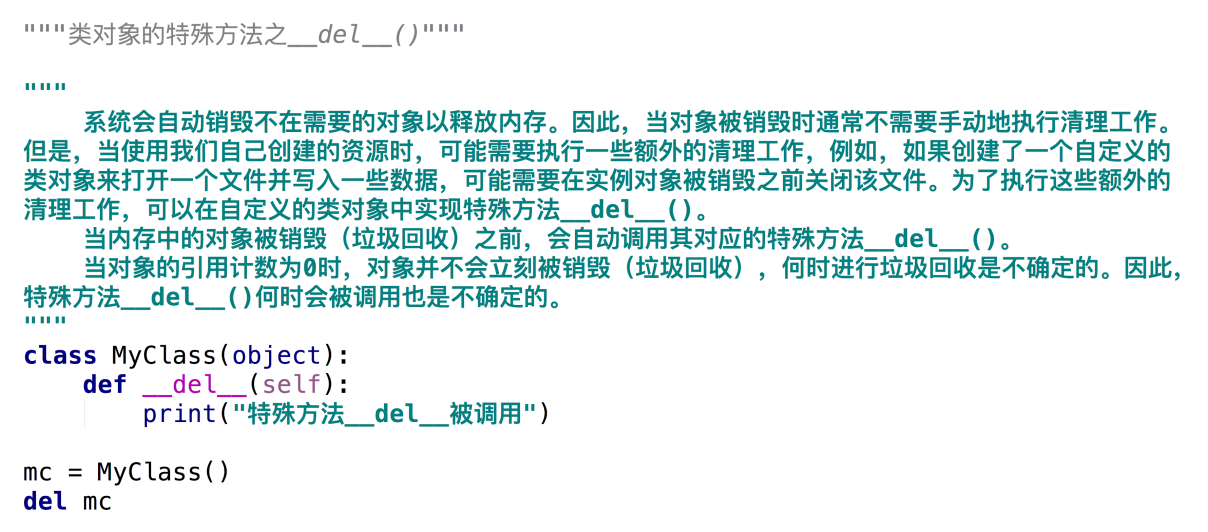 """类对象的特殊方法之__del__()"""
"""
系统会自动销毁不在需要的对象以释放内存。因此，当对象被销毁时通常不需要手动地执行清理工作。
但是，当使用我们自己创建的资源时，可能需要执行一些额外的清理工作，例如，如果创建了一个自定义的
类对象来打开一个文件并写入一些数据，可能需要在实例对象被销毁之前关闭该文件。为了执行这些额外的
清理工作，可以在自定义的类对象中实现特殊方法__del__()。
当内存中的对象被销毁（垃圾回收）之前，会自动调用其对应的特殊方法__del__()。
当对象的引用计数为0时，对象并不会立刻被销毁（垃圾回收），何时进行垃圾回收是不确定的。因此，
特殊方法__del__()何时会被调用也是不确定的。
"""
class MyClass(object):
    def __del__(self):
        print("特殊方法__del__被调用")
mc = MyClass()
del mc